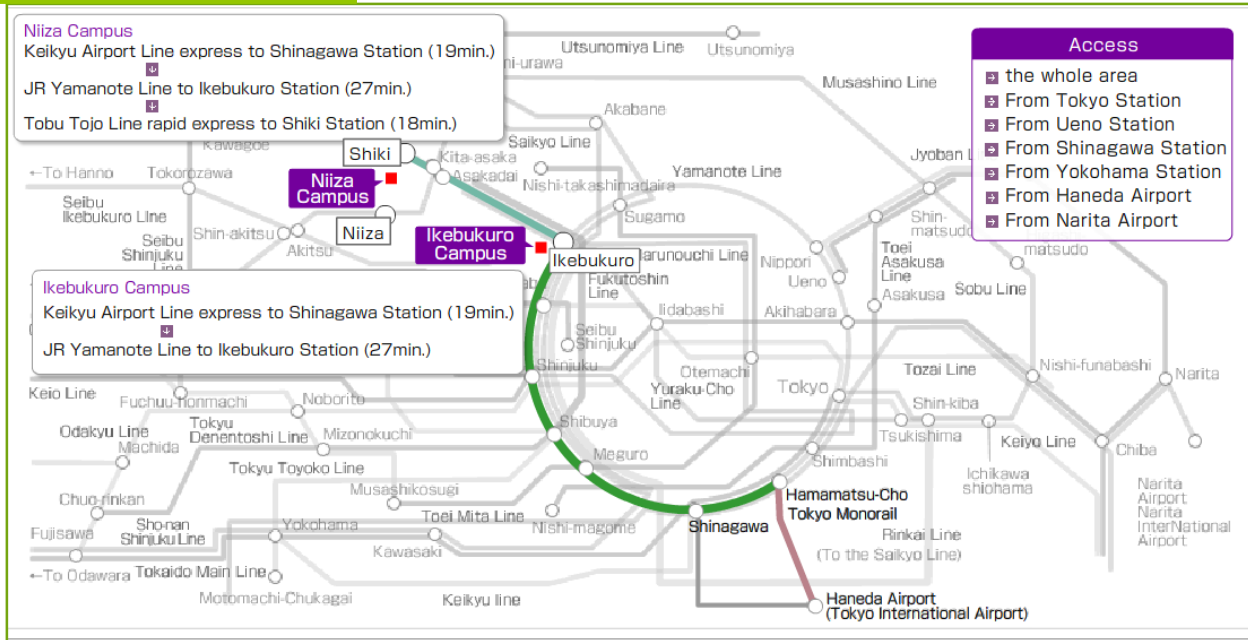 Niiza Campus
Keikyu Airport Line express to Shinagawa Station (19min.)
JR Yamanote Line to Ikebukuro Station (27min.)
Tobu Tojo Line rapid express to Shiki Station (18min.)
Utsunomiya Line
Utsunomiya
ni-urawa
Musashino Line
Access
the whole area
From Tokyo Station
From Ueno Station
From Shinagawa Station
From Yokohama Station
From Haneda Airport
From Narita Airport
Akabane
Saikyo Line
Kawagoe
Shiki
Kita-asaka
Asakadai
Jyoban L
←To Hanno
Tokorozawa
Niiza
Campus
Nishi-takashimadaira
Yamanote Line
Seibu
Ikebukuro Line
Sugamo
Shin-
matsudo
Niiza
Shin-akitsu
Akitsu
Ikebukuro
Campus
Ikebukuro
arunouchi Line
Nippori
Toei
Asakusa
Line
matsudo
Seibu
Shinjuku
Line
Fukutoshin
Line
Ueno
Asakusa
Sobu Line
Ikebukuro Campus
Keikyu Airport Line express to Shinagawa Station (19min.)
JR Yamanote Line to Ikebukuro Station (27min.)
Iidabashi
Akihabara
Seibu
Shinjuku
Shinjuku
Otemachi
Tozai Line
Nishi-funabashi
Narita
Keio Line
Fuchuu-honmachi
Noborito
Yuraku-Cho
Line
Tokyo
Shin-kiba
Odakyu Line
Machida
Tokyu
Denentoshi Line
Mizonokuchi
Shibuya
Tsukishima
Keiyo Line
Chiba
Tokyu Toyoko Line
Meguro
Shimbashi
Ichikawa
shiohama
Chuo-rinkan
Musashikosugi
Hamamatsu-Cho
Tokyo Monorail
Narita
Airport
Narita
InterNational
Airport
Fujisawa
Sho-nan
Shinjuku Line
Yokohama
Toei Mita Line
Nishi-magome
Shinagawa
Kawasaki
Rinkai Line
(To the Saikyo Line)
←To Odawara
Tokaido Main Line
Motomachi-Chukagai
Keikyu line
Haneda Airport
(Tokyo International Airport)